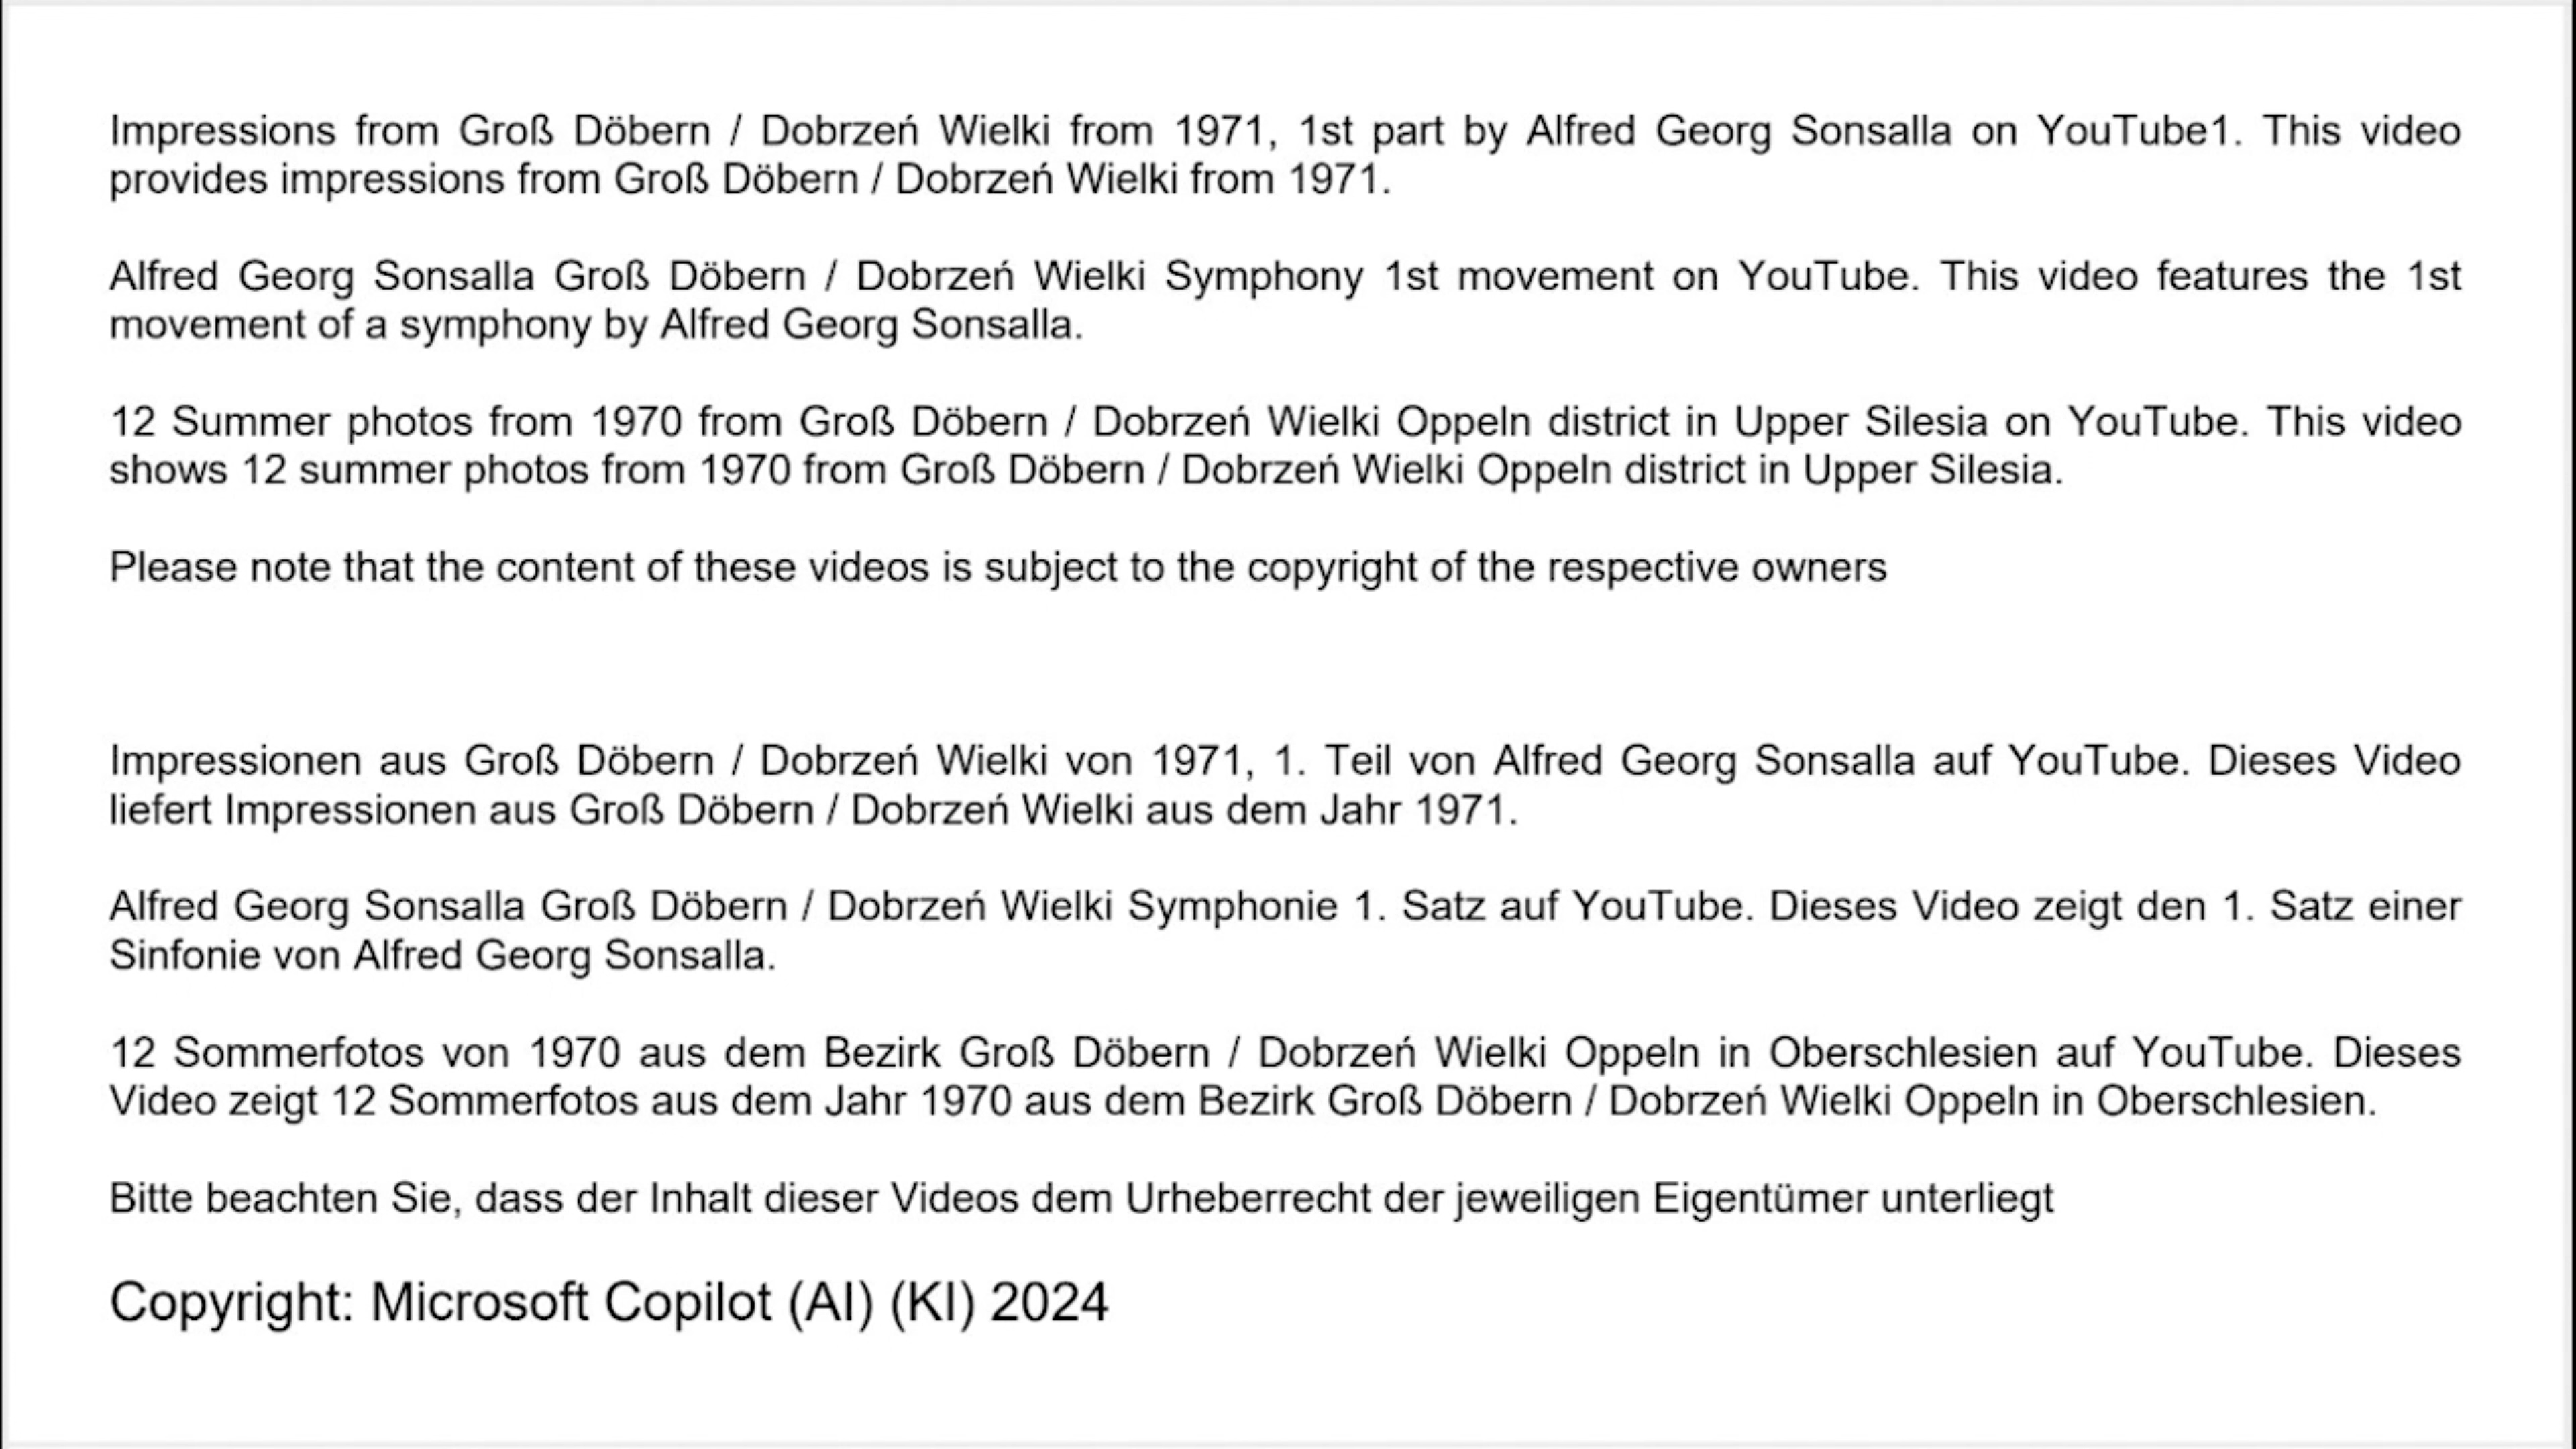 Impressions from Groß Döbern / Dobrzeń Wielki from 1971, 1st part by Alfred Georg Sonsalla on YouTube1. This video
provides impressions from Groß Döbern / Dobrzeń Wielki from 1971.
Alfred Georg Sonsalla Groß Döbern / Dobrzeń Wielki Symphony 1st movement on YouTube. This video features the 1st
movement of a symphony by Alfred Georg Sonsalla.
12 Summer photos from 1970 from Groß Döbern / Dobrzeń Wielki Oppeln district in Upper Silesia on YouTube. This video
shows 12 summer photos from 1970 from Groß Döbern / Dobrzeń Wielki Oppeln district in Upper Silesia.
Please note that the content of these videos is subject to the copyright of the respective owners
Impressionen aus Groß Döbern / Dobrzeń Wielki von 1971, 1. Teil von Alfred Georg Sonsalla auf YouTube. Dieses Video
liefert Impressionen aus Groß Döbern / Dobrzeń Wielki aus dem Jahr 1971.
Alfred Georg Sonsalla Groß Döbern / Dobrzeń Wielki Symphonie 1. Satz auf YouTube. Dieses Video zeigt den 1. Satz einer
Sinfonie von Alfred Georg Sonsalla.
12 Sommerfotos von 1970 aus dem Bezirk Groß Döbern / Dobrzeń Wielki Oppeln in Oberschlesien auf YouTube. Dieses
Video zeigt 12 Sommerfotos aus dem Jahr 1970 aus dem Bezirk Groß Döbern / Dobrzeń Wielki Oppeln in Oberschlesien.
Bitte beachten Sie, dass der Inhalt dieser Videos dem Urheberrecht der jeweiligen Eigentümer unterliegt
Copyright: Microsoft Copilot (AI) (KI) 2024